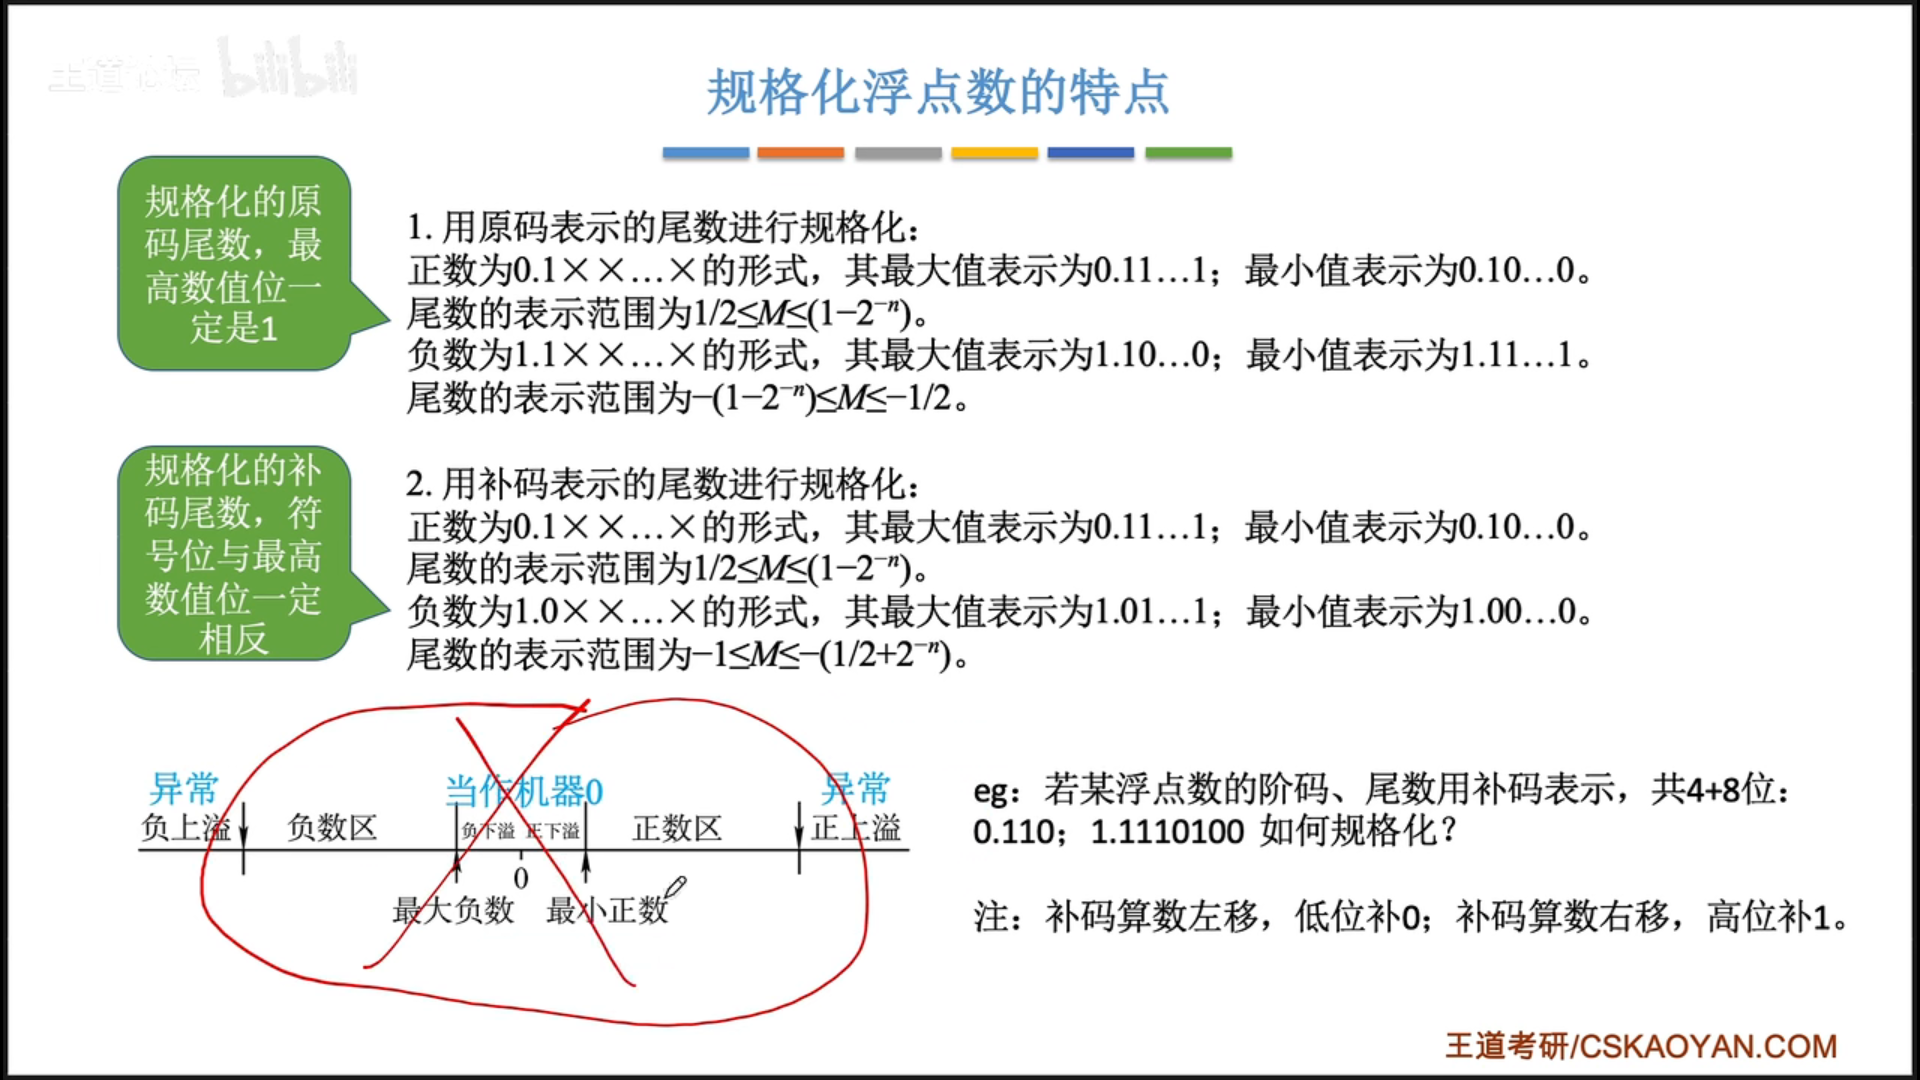 王道论坛 bilibili
规格化浮点数的特点
规格化的原
码尾数，最
高数值位一
定是1
1. 用原码表示的尾数进行规格化：
正数为0.1××…×的形式，其最大值表示为0.11…1；最小值表示为0.10…0。
尾数的表示范围为1/2≤M≤(1−2⁻ⁿ)。
负数为1.1××…×的形式，其最大值表示为1.10…0；最小值表示为1.11…1。
尾数的表示范围为−(1−2⁻ⁿ)≤M≤−1/2。
规格化的补
码尾数，符
号位与最高
数值位一定
相反
2. 用补码表示的尾数进行规格化：
正数为0.1××…×的形式，其最大值表示为0.11…1；最小值表示为0.10…0。
尾数的表示范围为1/2≤M≤(1−2⁻ⁿ)。
负数为1.0××…×的形式，其最大值表示为1.01…1；最小值表示为1.00…0。
尾数的表示范围为−1≤M≤−(1/2+2⁻ⁿ)。
异常 当作机器0 异常
负上溢 负数区 负下溢 正下溢 正数区 正上溢
0
最大负数 最小正数
eg：若某浮点数的阶码、尾数用补码表示，共4+8位：
0.110；1.1110100 如何规格化？
注：补码算数左移，低位补0；补码算数右移，高位补1。
王道考研/CSKAOYAN.COM